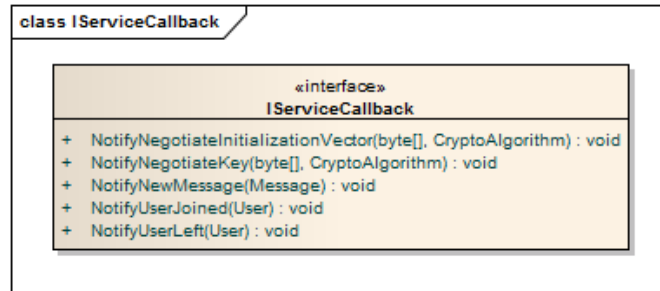 class IServiceCallback
«interface»
IServiceCallback
+ NotifyNegotiateInitializationVector(byte[], CryptoAlgorithm) : void
+ NotifyNegotiateKey(byte[], CryptoAlgorithm) : void
+ NotifyNewMessage(Message) : void
+ NotifyUserJoined(User) : void
+ NotifyUserLeft(User) : void